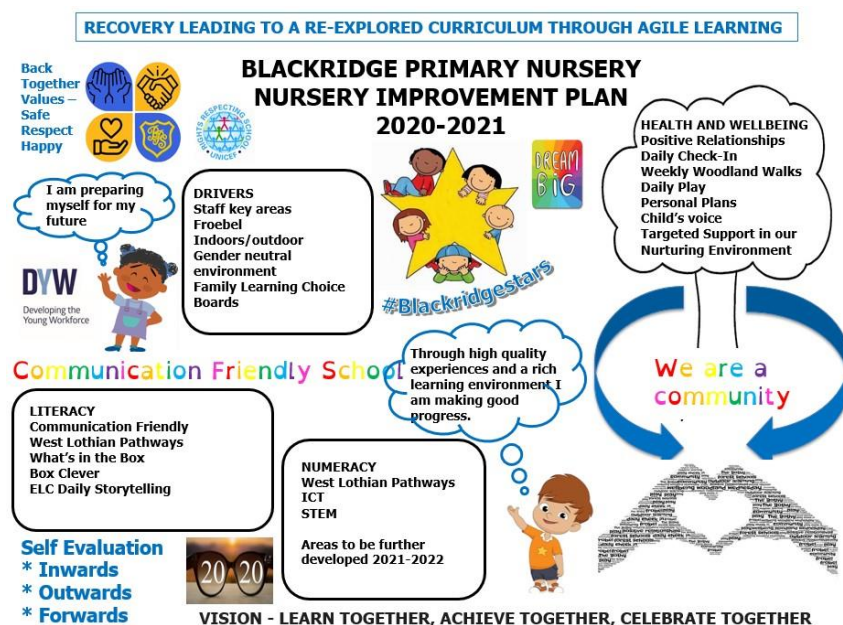 RECOVERY LEADING TO A RE-EXPLORED CURRICULUM THROUGH AGILE LEARNING
Back
Together
Values –
Safe
Respect
Happy
RIGHTS RESPECTING SCHOOLS
UNICEF
BLACKRIDGE PRIMARY NURSERY
NURSERY IMPROVEMENT PLAN
2020-2021
DREAM
BiG
HEALTH AND WELLBEING
Positive Relationships
Daily Check-In
Weekly Woodland Walks
Daily Play
Personal Plans
Child's voice
Targeted Support in our
Nurturing Environment
I am preparing
myself for my
future
DRIVERS
Staff key areas
Froebel
Indoors/outdoor
Gender neutral
environment
Family Learning Choice
Boards
DYW
Developing the
Young Workforce
#Blackridgestars
Communication Friendly School
Through high quality
experiences and a rich
learning environment I
am making good
progress.
We are a
community
.
LITERACY
Communication Friendly
West Lothian Pathways
What's in the Box
Box Clever
ELC Daily Storytelling
NUMERACY
West Lothian Pathways
ICT
STEM
Areas to be further
developed 2021-2022
Self Evaluation
* Inwards
* Outwards
* Forwards
20 20
VISION - LEARN TOGETHER, ACHIEVE TOGETHER, CELEBRATE TOGETHER